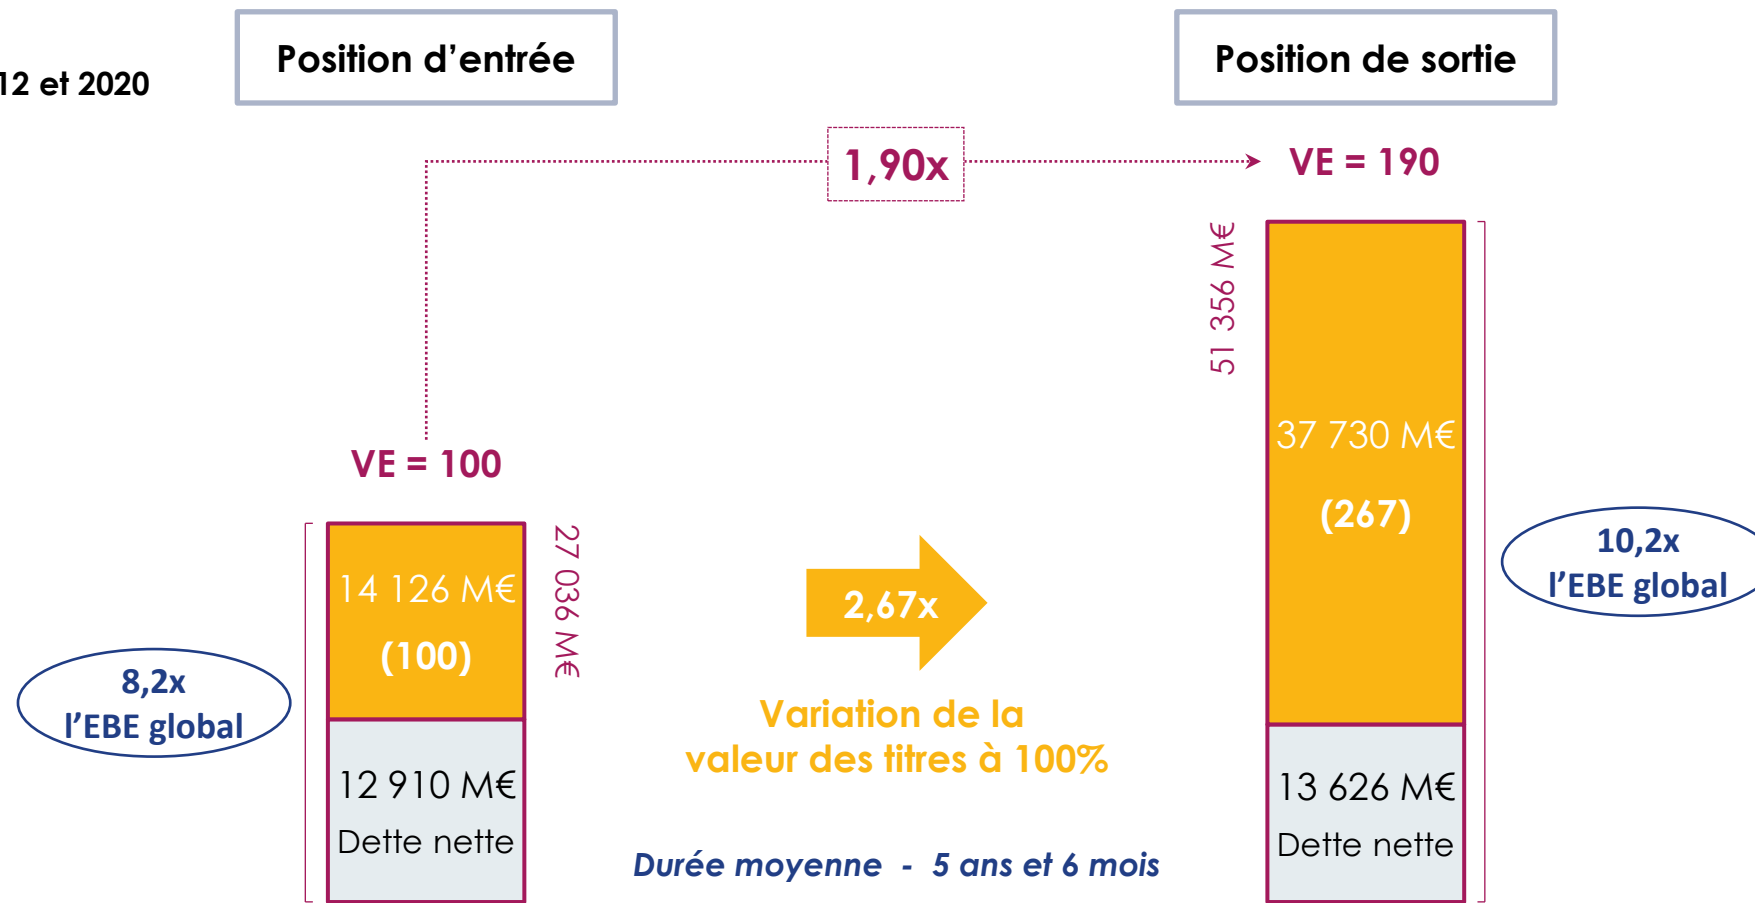 12 et 2020
Position d’entrée
Position de sortie
1,90x
VE = 190
51 356 M€
37 730 M€
(267)
10,2x
l’EBE global
VE = 100
27 036 M€
14 126 M€
(100)
8,2x
l’EBE global
2,67x
Variation de la
valeur des titres à 100%
12 910 M€
Dette nette
13 626 M€
Dette nette
Durée moyenne - 5 ans et 6 mois